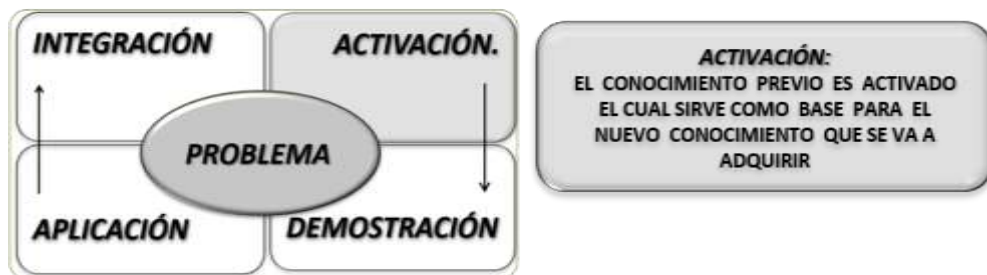 INTEGRACIÓN
ACTIVACIÓN.
PROBLEMA
APLICACIÓN
DEMOSTRACIÓN
ACTIVACIÓN:
EL CONOCIMIENTO PREVIO ES ACTIVADO
EL CUAL SIRVE COMO BASE PARA EL
NUEVO CONOCIMIENTO QUE SE VA A
ADQUIRIR